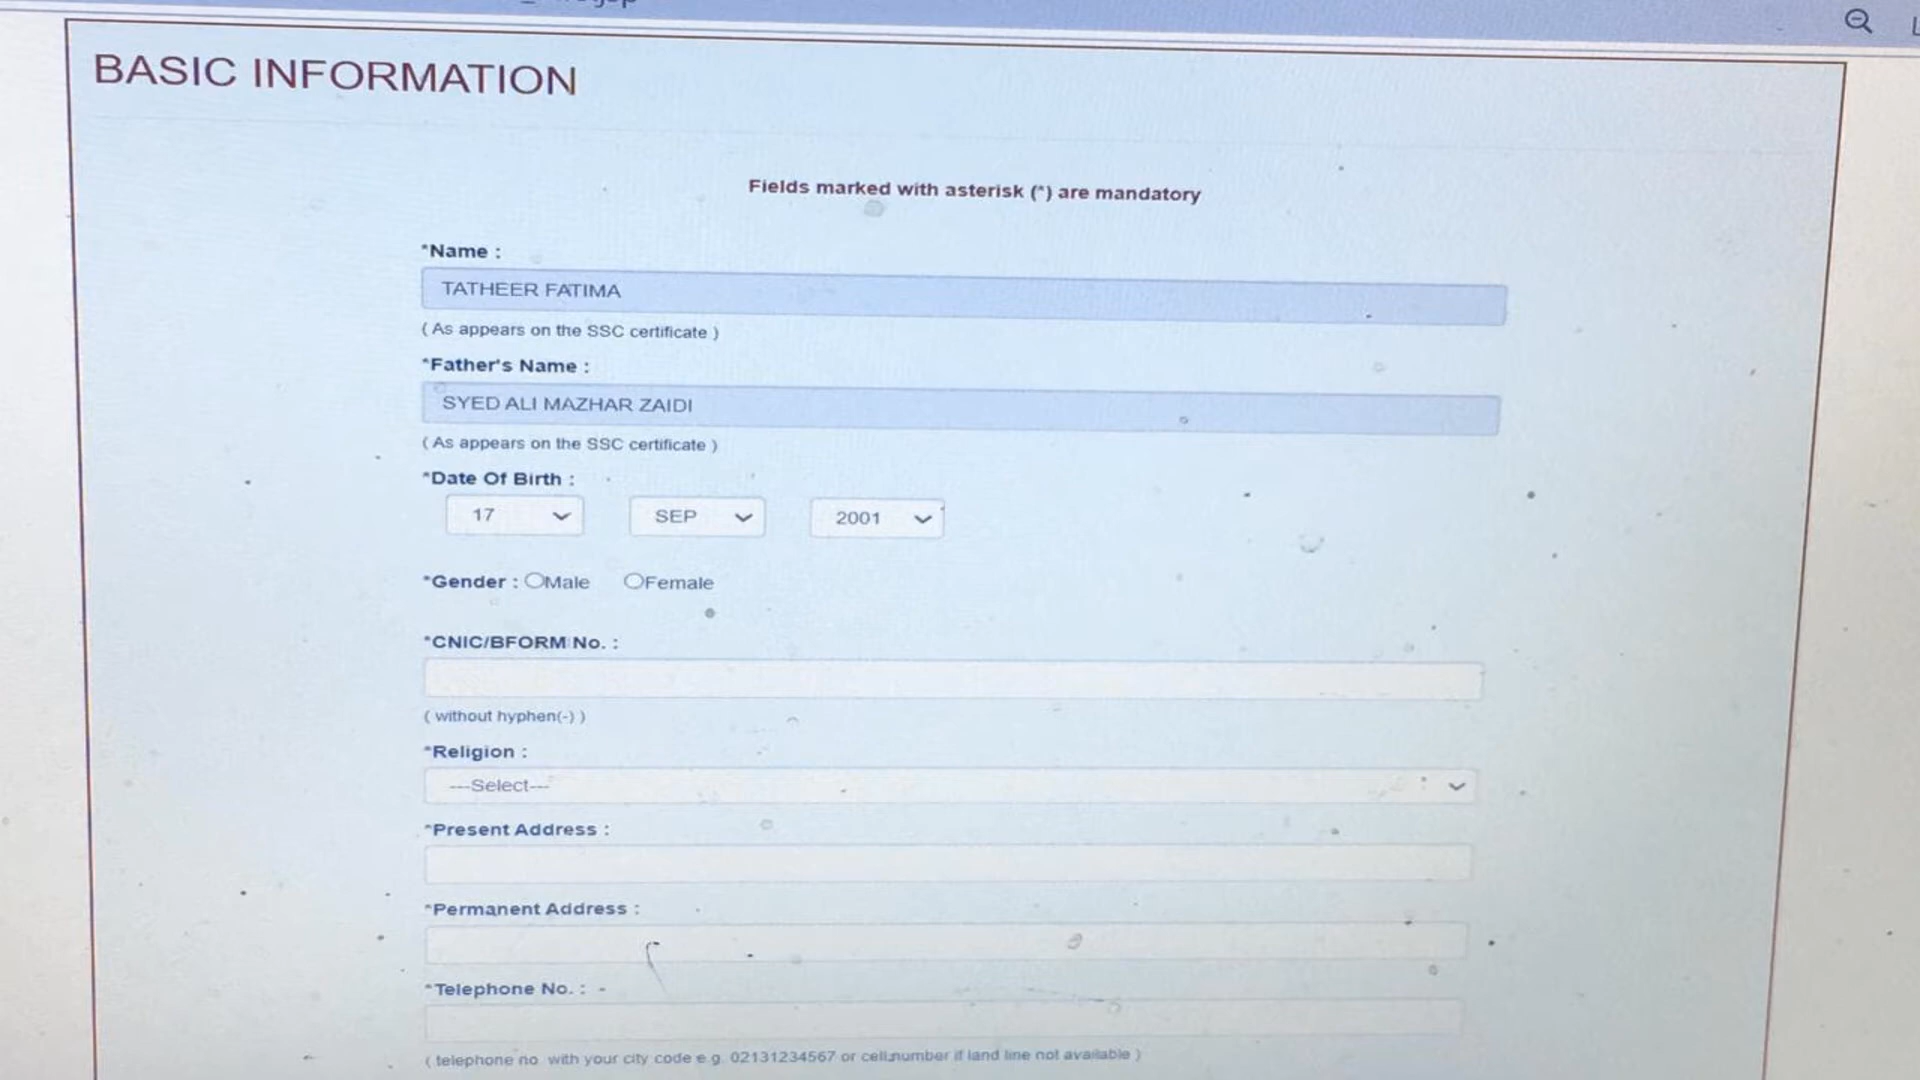 BASIC INFORMATION
Fields marked with asterisk (*) are mandatory
*Name :
TATHEER FATIMA
( As appears on the SSC certificate )
*Father's Name :
SYED ALI MAZHAR ZAIDI
( As appears on the SSC certificate )
*Date Of Birth :
17 SEP 2001
*Gender : Male Female
*CNIC/BFORM No. :
( without hyphen(-) )
*Religion :
---Select---
*Present Address :
*Permanent Address :
*Telephone No. : -
( telephone no. with your city code e.g. 02131234567 or cell number if land line not available )